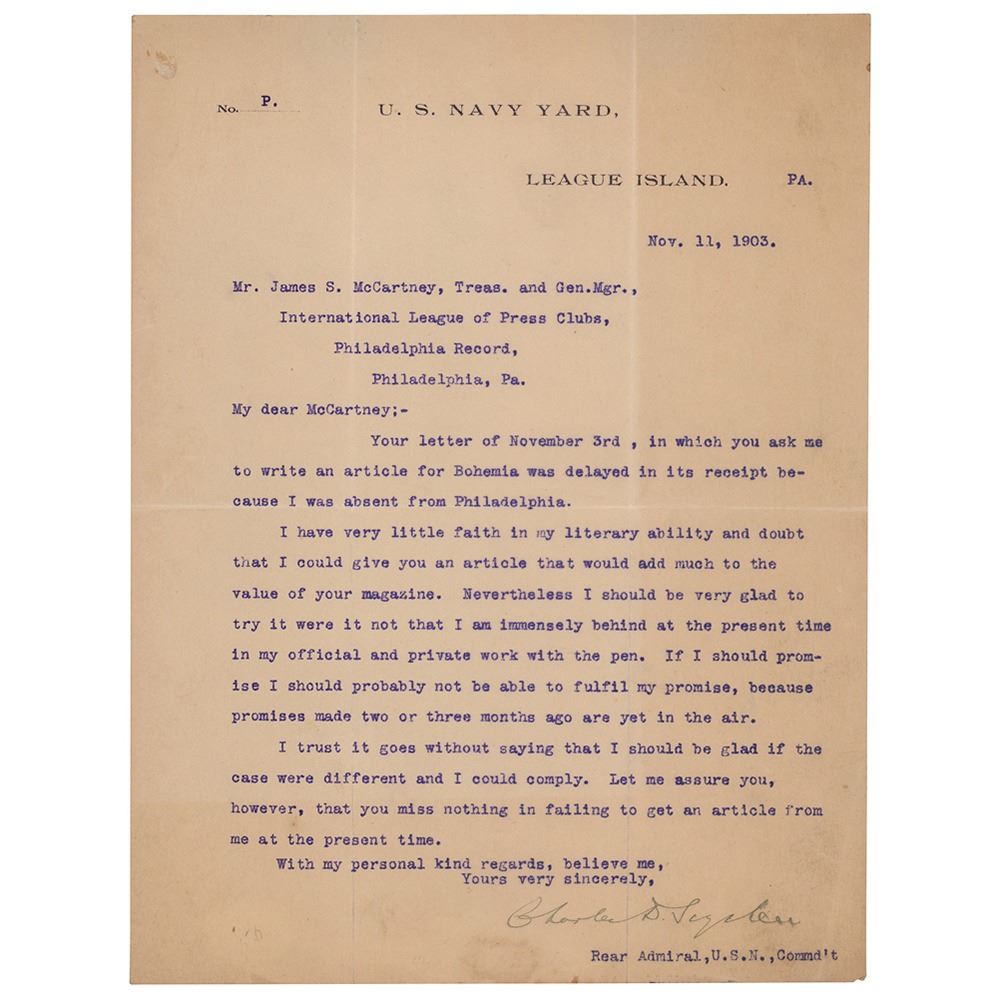 No. P. U. S. NAVY YARD,
LEAGUE ISLAND. PA.
Nov. 11, 1903.
Mr. James S. McCartney, Treas. and Gen.Mgr.,
International League of Press Clubs,
Philadelphia Record,
Philadelphia, Pa.
My dear McCartney;-
Your letter of November 3rd , in which you ask me
to write an article for Bohemia was delayed in its receipt be-
cause I was absent from Philadelphia.
I have very little faith in my literary ability and doubt
that I could give you an article that would add much to the
value of your magazine. Nevertheless I should be very glad to
try it were it not that I am immensely behind at the present time
in my official and private work with the pen. If I should prom-
ise I should probably not be able to fulfil my promise, because
promises made two or three months ago are yet in the air.
I trust it goes without saying that I should be glad if the
case were different and I could comply. Let me assure you,
however, that you miss nothing in failing to get an article from
me at the present time.
With my personal kind regards, believe me,
Yours very sincerely,
Charles D. Sigsbee
Rear Admiral,U.S.N.,Commd't